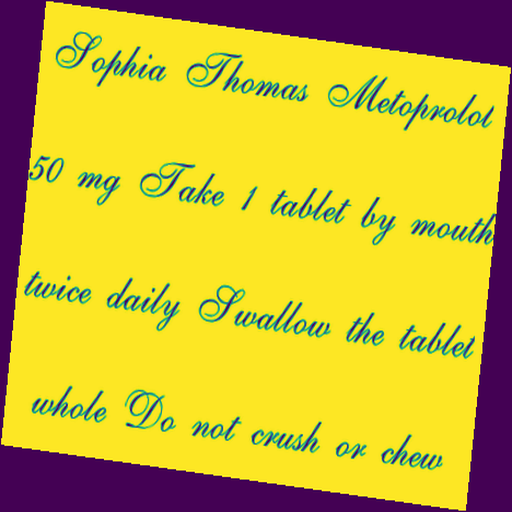 Sophia Thomas Metoprolol
50 mg Take 1 tablet by mouth
twice daily Swallow the tablet
whole Do not crush or chew